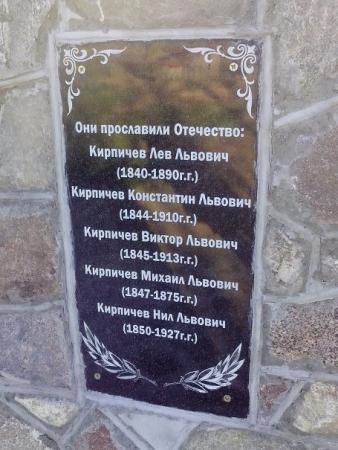 Они прославили Отечество:
Кирпичев Лев Львович
(1840-1890г.г.)
Кирпичев Константин Львович
(1844-1910г.г.)
Кирпичев Виктор Львович
(1845-1913г.г.)
Кирпичев Михаил Львович
(1847-1875г.г.)
Кирпичев Нил Львович
(1850-1927г.г.)